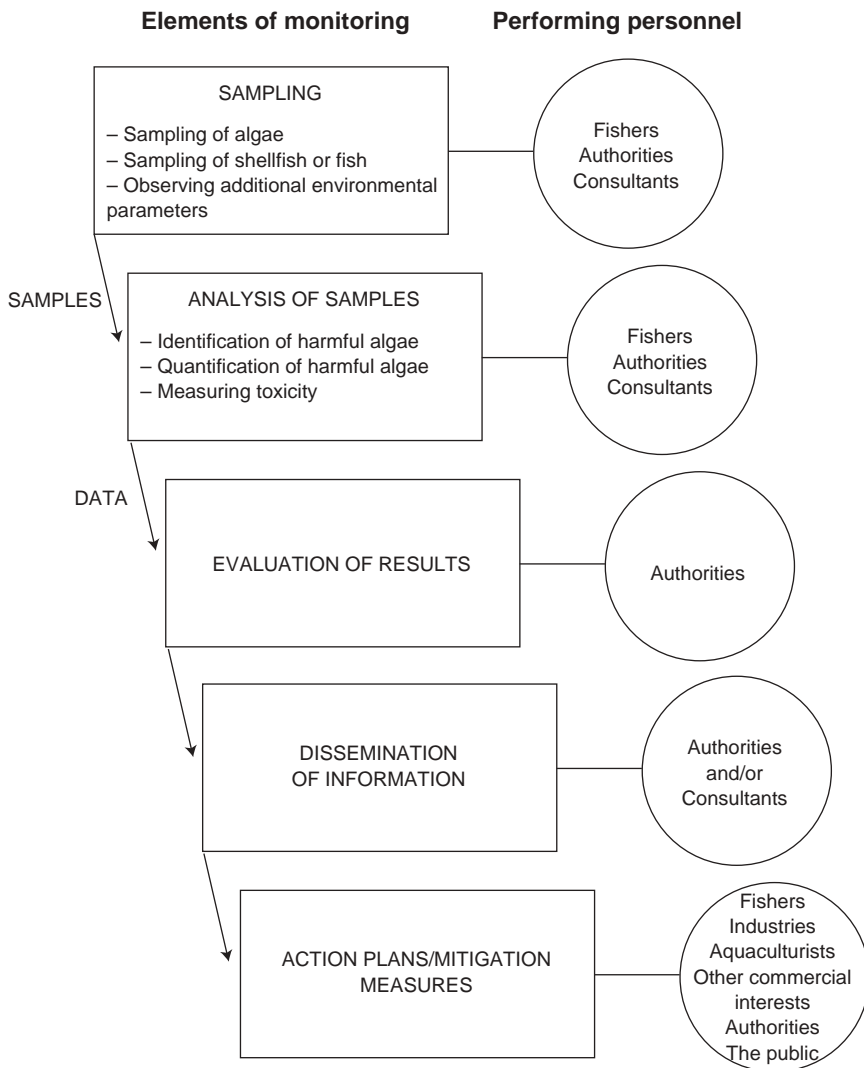 Elements of monitoring
Performing personnel
SAMPLING
– Sampling of algae
– Sampling of shellfish or fish
– Observing additional environmental
parameters
Fishers
Authorities
Consultants
SAMPLES
ANALYSIS OF SAMPLES
– Identification of harmful algae
– Quantification of harmful algae
– Measuring toxicity
Fishers
Authorities
Consultants
DATA
EVALUATION OF RESULTS
Authorities
DISSEMINATION
OF INFORMATION
Authorities
and/or
Consultants
ACTION PLANS/MITIGATION
MEASURES
Fishers
Industries
Aquaculturists
Other commercial
interests
Authorities
The public